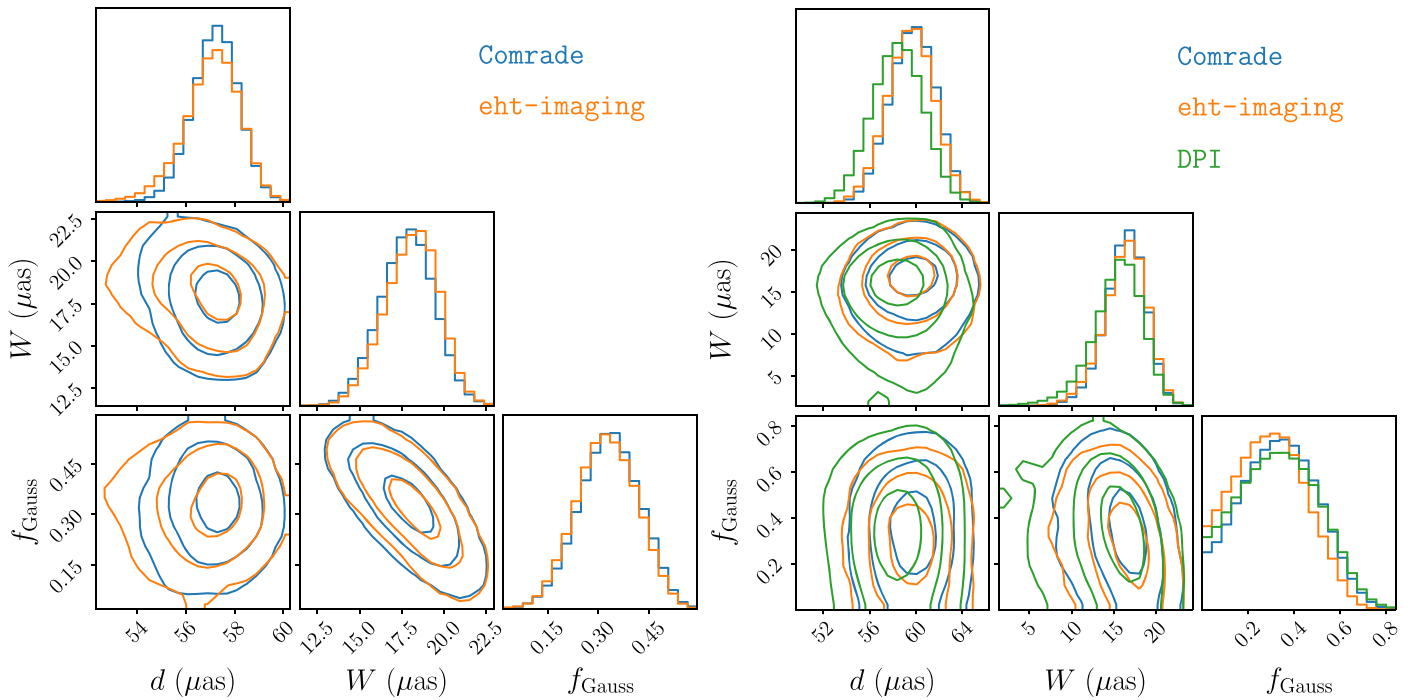 Comrade
eht-imaging
W (μas)
22.5
20.0
17.5
15.0
12.5
f_Gauss
0.45
0.30
0.15
54 56 58 60
d (μas)
12.5 15.0 17.5 20.0 22.5
W (μas)
0.15 0.30 0.45
f_Gauss
Comrade
eht-imaging
DPI
W (μas)
20
15
10
5
f_Gauss
0.8
0.6
0.4
0.2
52 56 60 64
d (μas)
5 10 15 20
W (μas)
0.2 0.4 0.6 0.8
f_Gauss